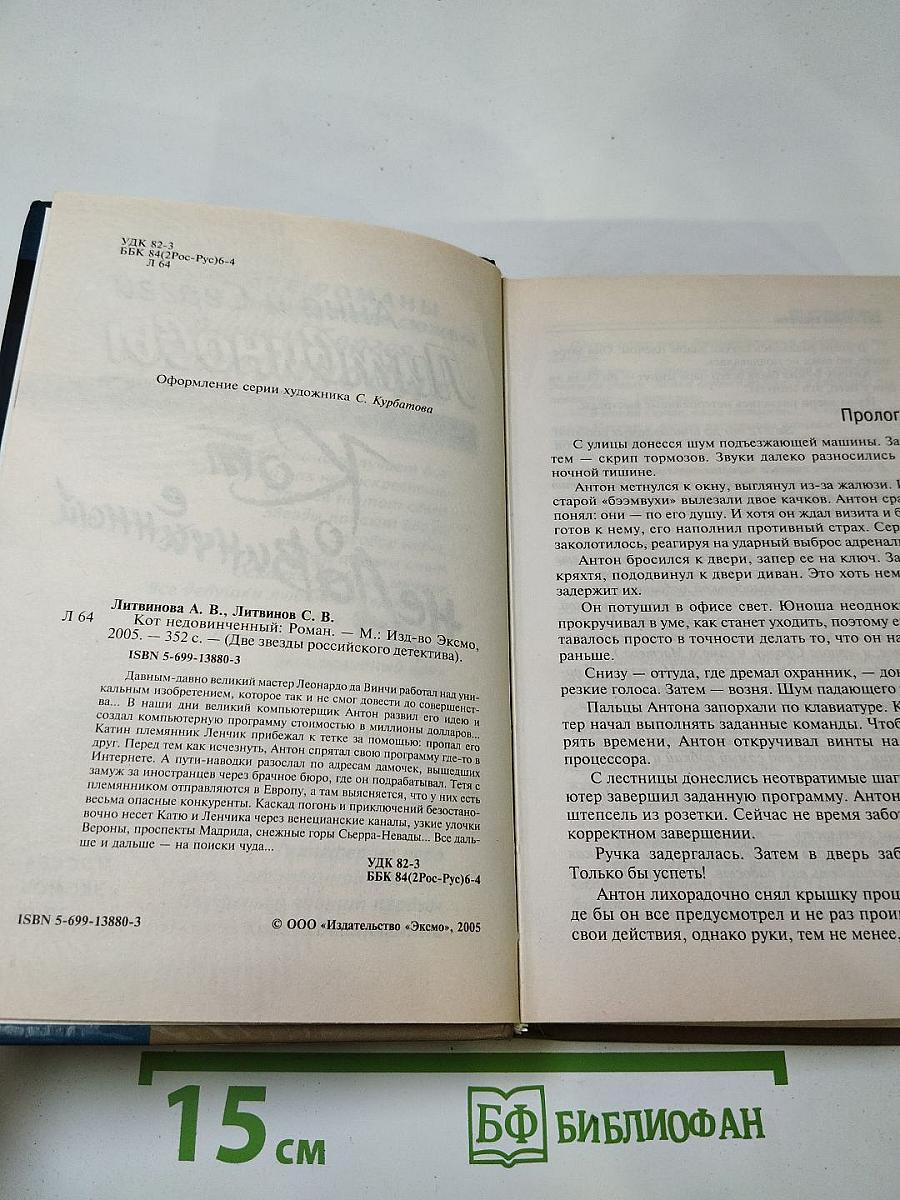 УДК 82-3
ББК 84(2Рос-Рус)6-4
Л 64
Оформление серии художника С. Курбатова
Литвинова А. В., Литвинов С. В.
Л 64 Кот недовинченный: Роман. — М.: Изд-во Эксмо,
2005. — 352 с. — (Две звезды российского детектива).
ISBN 5-699-13880-3
Давным-давно великий мастер Леонардо да Винчи работал над уни-
кальным изобретением, которое так и не смог довести до совершенст-
ва... В наши дни великий компьютерщик Антон развил его идею и
создал компьютерную программу стоимостью в миллионы долларов...
Катин племянник Ленчик прибежал к тетке за помощью: пропал его
друг. Перед тем как исчезнуть, Антон спрятал свою программу где-то в
Интернете. А пути-наводки разослал по адресам дамочек, вышедших
замуж за иностранцев через брачное бюро, где он подрабатывал. Тетя с
племянником отправляются в Европу, а там выясняется, что у них есть
весьма опасные конкуренты. Каскад погонь и приключений безостано-
вочно несет Катю и Ленчика через венецианские каналы, узкие улочки
Вероны, проспекты Мадрида, снежные горы Сьерра-Невады... Все даль-
ше и дальше — на поиски чуда...
УДК 82-3
ББК 84(2Рос-Рус)6-4
ISBN 5-699-13880-3
© ООО «Издательство «Эксмо», 2005
Пролог
С улицы донесся шум подъезжающей машины. За
тем — скрип тормозов. Звуки далеко разносились
ночной тишине.
Антон метнулся к окну, выглянул из-за жалюзи.
старой «бээмвухи» вылезали двое качков. Антон сра
понял: они — по его душу. И хотя он ждал визита и б
готов к нему, его наполнил противный страх. Сер
заколотилось, реагируя на ударный выброс адренал
Антон бросился к двери, запер ее на ключ. За
кряхтя, пододвинул к двери диван. Это хоть нем
задержит их.
Он потушил в офисе свет. Юноша неоднок
прокручивал в уме, как станет уходить, поэтому е
тавалось просто в точности делать то, что он на
раньше.
Снизу — оттуда, где дремал охранник, — дон
резкие голоса. Затем — возня. Шум падающего
Пальцы Антона запорхали по клавиатуре. К
тер начал выполнять заданные команды. Чтоб
рять времени, Антон откручивал винты на
процессора.
С лестницы донеслись неотвратимые шаг
ютер завершил заданную программу. Антон
штепсель из розетки. Сейчас не время забот
корректном завершении.
Ручка задергалась. Затем в дверь заб
Только бы успеть!
Антон лихорадочно снял крышку проц
де бы он все предусмотрел и не раз прои
свои действия, однако руки, тем не менее,
15 см
БФ БИБЛИОФАН